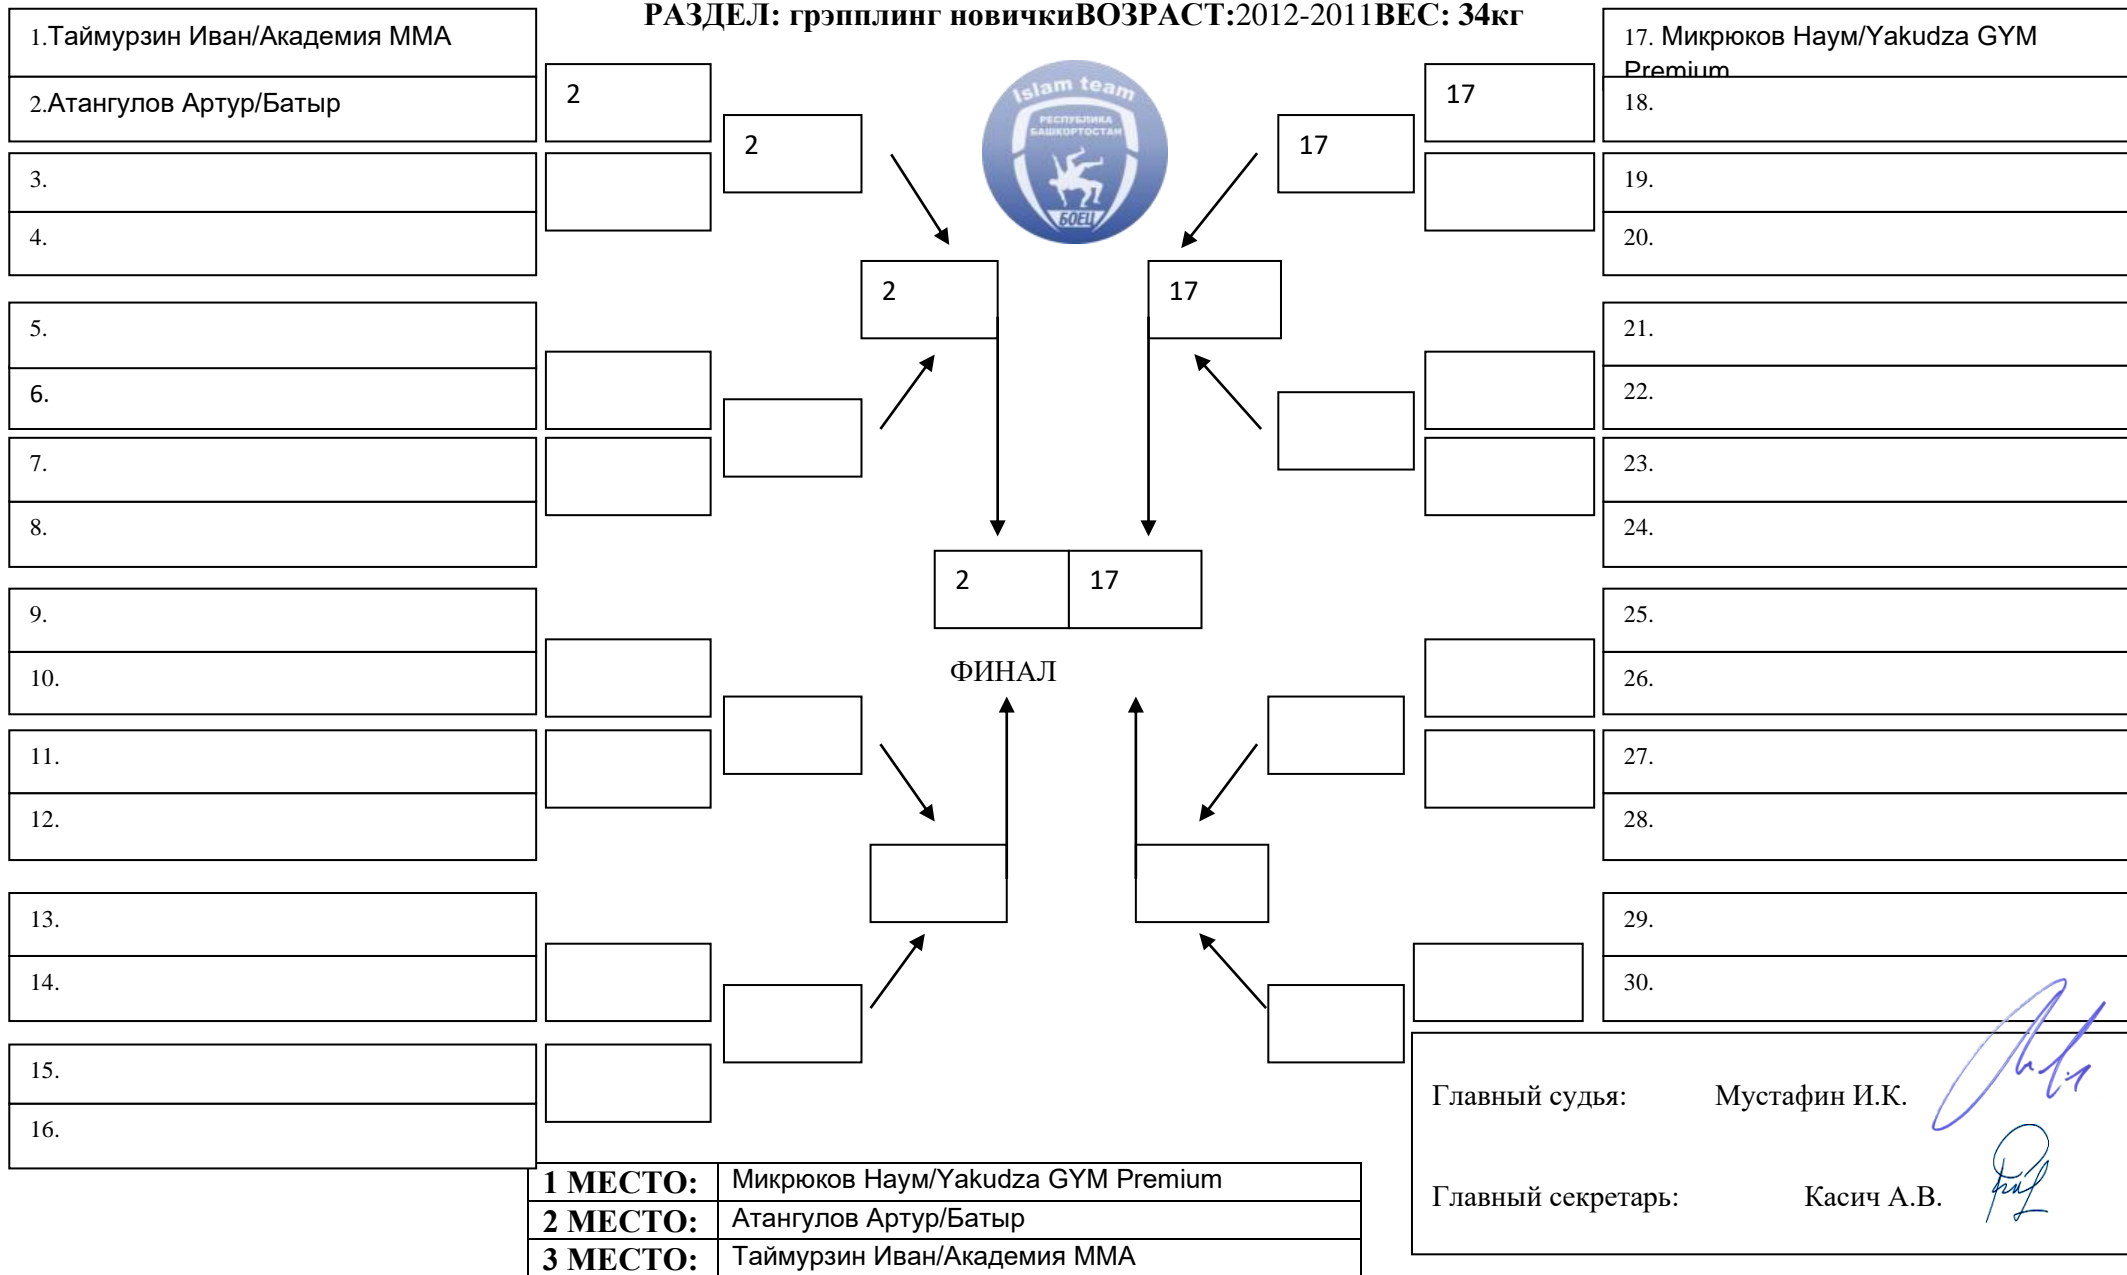 РАЗДЕЛ: грэпплинг новичкиВОЗРАСТ:2012-2011ВЕС: 34кг
1.Таймурзин Иван/Академия ММА
2.Атангулов Артур/Батыр
3.
4.
5.
6.
7.
8.
9.
10.
11.
12.
13.
14.
15.
16.
2
2
2
Islam team
РЕСПУБЛИКА
БАШКОРТОСТАН
БОЕЦ
17
17
17
2
17
ФИНАЛ
17. Микрюков Наум/Yakudza GYM
Premium
18.
19.
20.
21.
22.
23.
24.
25.
26.
27.
28.
29.
30.
Главный судья: Мустафин И.К.
Главный секретарь: Касич А.В.
1 МЕСТО: Микрюков Наум/Yakudza GYM Premium
2 МЕСТО: Атангулов Артур/Батыр
3 МЕСТО: Таймурзин Иван/Академия ММА